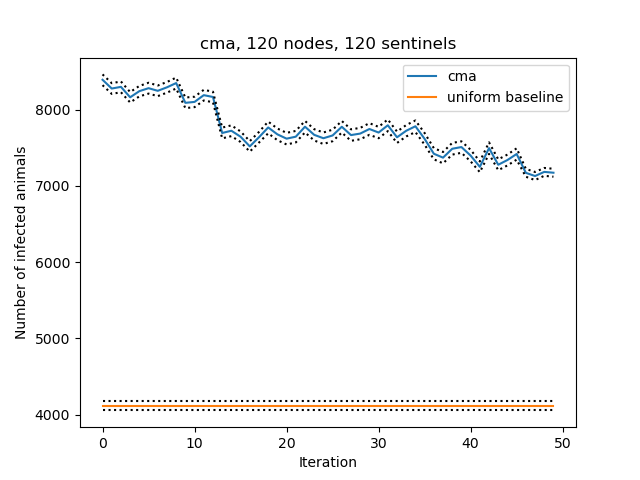 cma, 120 nodes, 120 sentinels
cma
uniform baseline
Number of infected animals
8000
7000
6000
5000
4000
0 10 20 30 40 50
Iteration